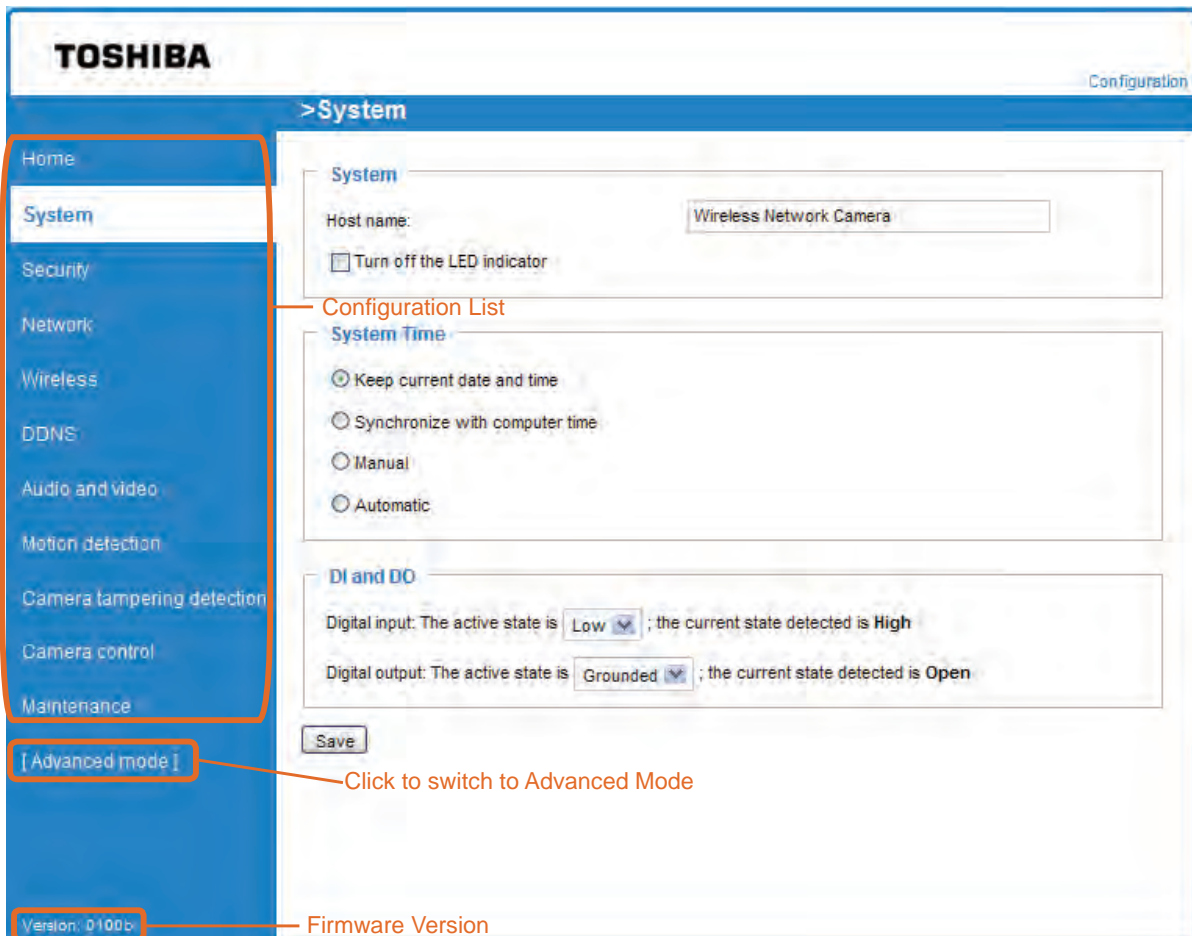 TOSHIBA
Configuration
>System
Home
System
Security
Network
Wireless
DDNS
Audio and video
Motion detection
Camera tampering detection
Camera control
Maintenance
[ Advanced mode ]
Version: 0100b
System
Host name: Wireless Network Camera
Turn off the LED indicator
Configuration List
System Time
Keep current date and time
Synchronize with computer time
Manual
Automatic
DI and DO
Digital input: The active state is Low ; the current state detected is High
Digital output: The active state is Grounded ; the current state detected is Open
Save
Click to switch to Advanced Mode
Firmware Version